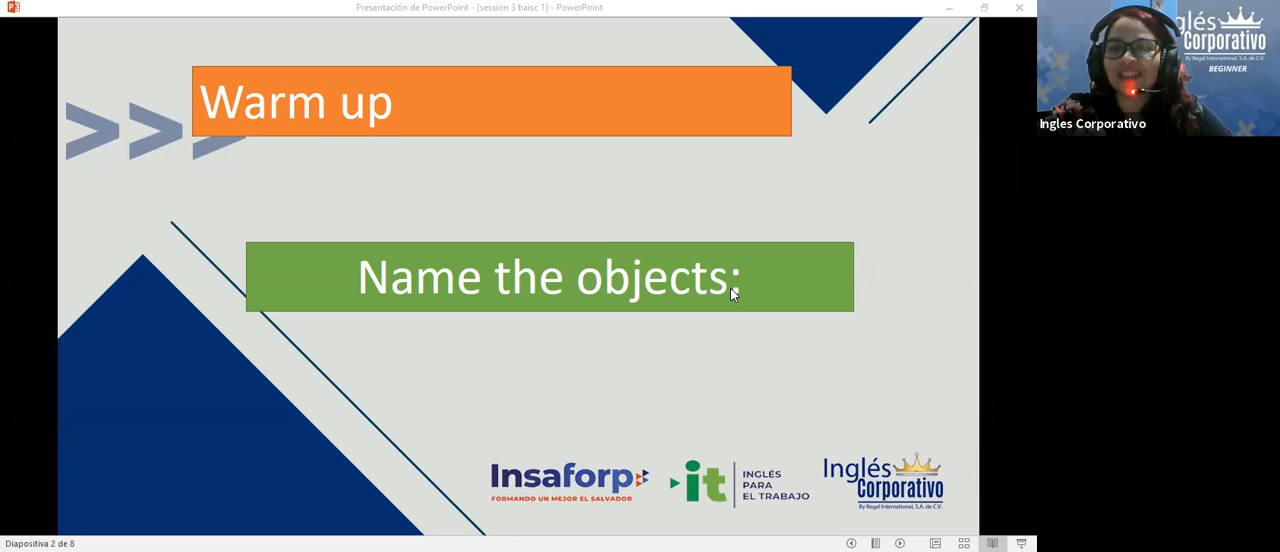 Presentación de PowerPoint - [session 3 baisc 1] - PowerPoint
Warm up
Name the objects:
Insaforp
FORMANDO UN MEJOR EL SALVADOR
it
INGLÉS
PARA
EL TRABAJO
Inglés
Corporativo
By Regal International, S.A. de C.V.
Diapositiva 2 de 8
glés
Corporativo
By Regal International, S.A. de C.V.
BEGINNER
Ingles Corporativo